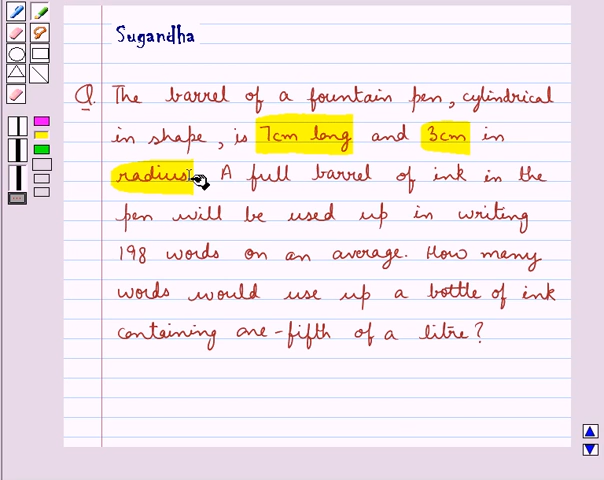 Sugandha
Q. The barrel of a fountain pen, cylindrical
in shape, is 7cm long and 3cm in
radius. A full barrel of ink in the
pen will be used up in writing
198 words on an average. How many
words would use up a bottle of ink
containing one-fifth of a litre?